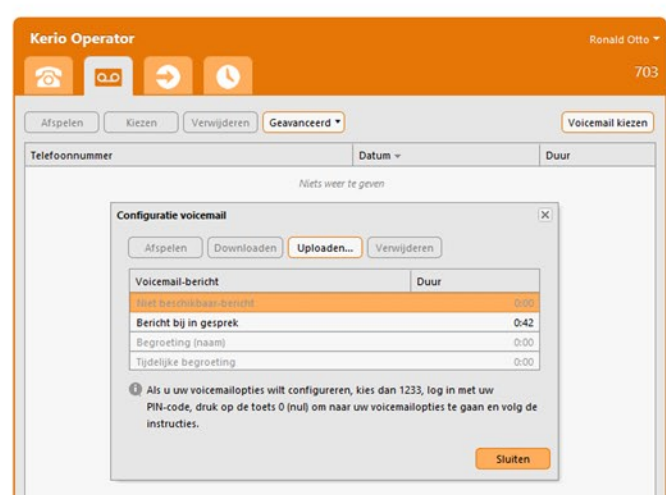 Kerio Operator
Ronald Otto
703
Afspelen Kiezen Verwijderen Geavanceerd Voicemail kiezen
Telefoonnummer Datum Duur
Niets weer te geven
Configuratie voicemail
Afspelen Downloaden Uploaden... Verwijderen
Voicemail-bericht Duur
Niet beschikbaar-bericht 0:00
Bericht bij in gesprek 0:42
Begroeting (naam) 0:00
Tijdelijke begroeting 0:00
Als u uw voicemailopties wilt configureren, kies dan 1233, log in met uw
PIN-code, druk op de toets 0 (nul) om naar uw voicemailopties te gaan en volg de
instructies.
Sluiten